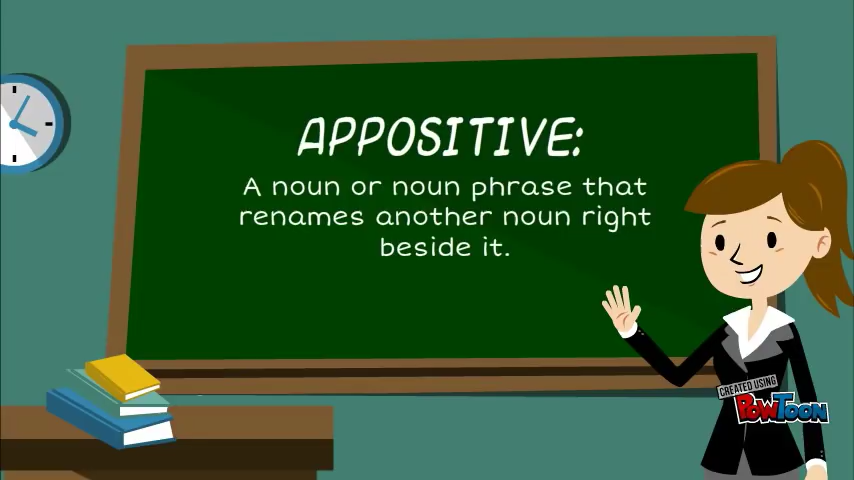 APPOSITIVE:
A noun or noun phrase that
renames another noun right
beside it.
CREATED USING
POWTOON